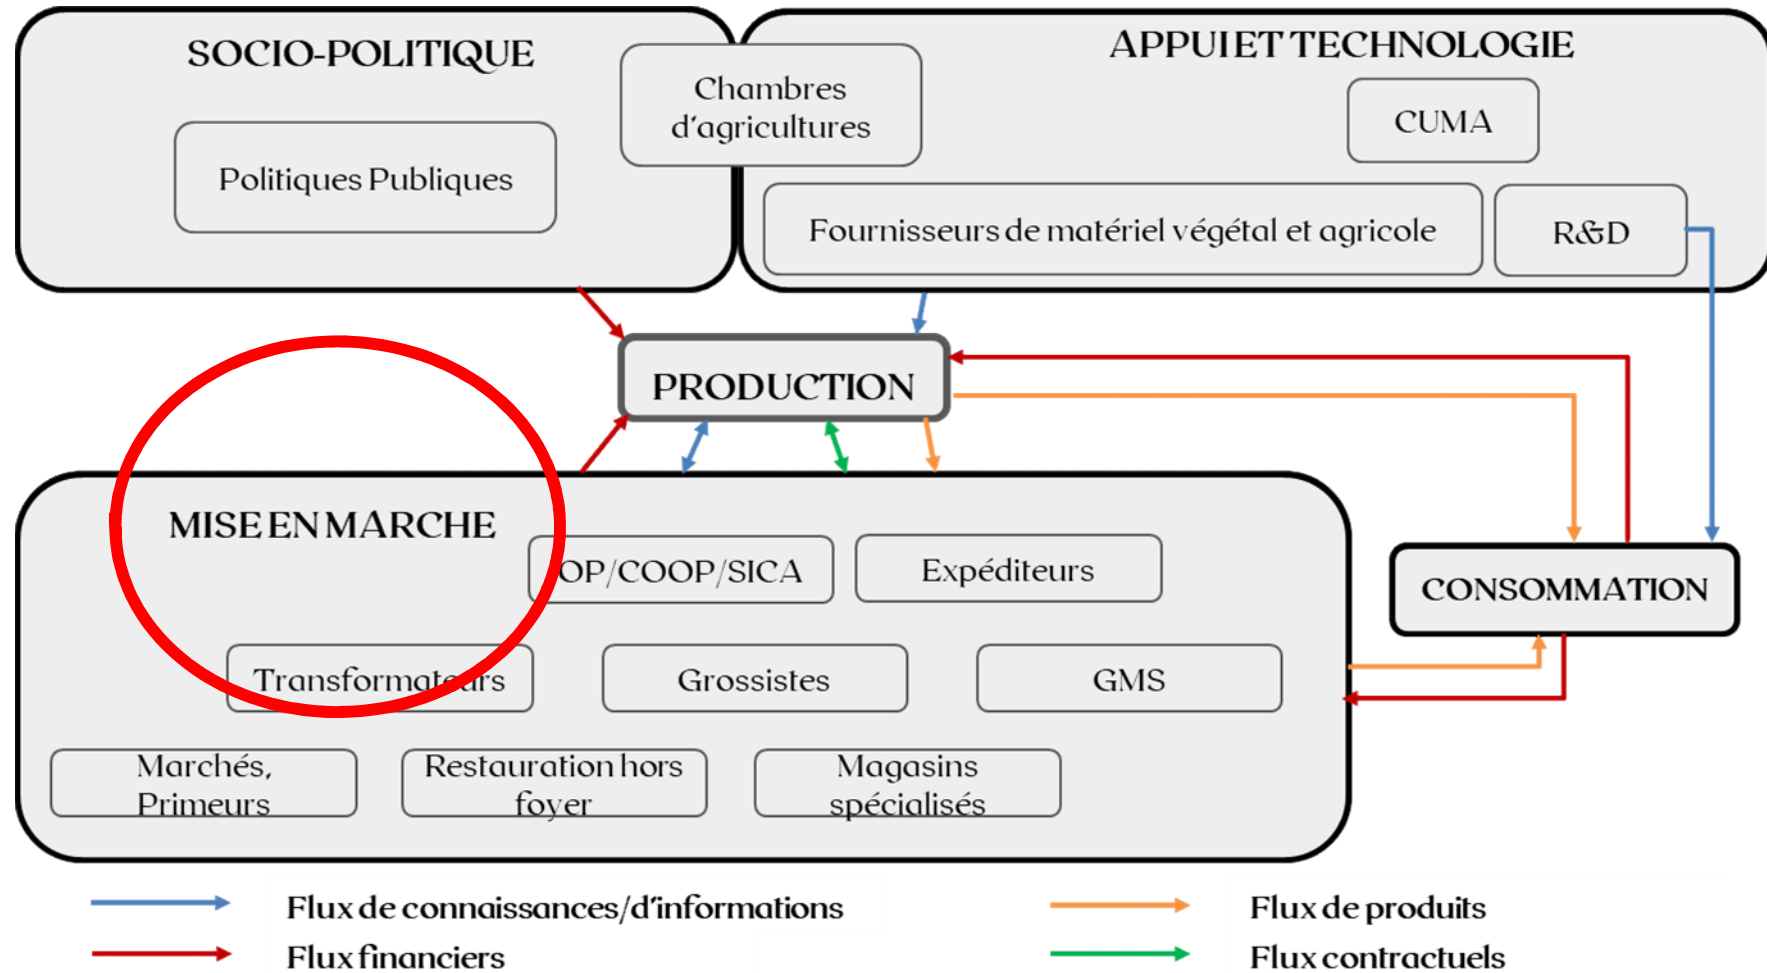 SOCIO-POLITIQUE
APPUI ET TECHNOLOGIE
Chambres
d'agricultures
CUMA
Politiques Publiques
Fournisseurs de matériel végétal et agricole
R&D
PRODUCTION
MISE EN MARCHE
OP/COOP/SICA
Expéditeurs
CONSOMMATION
Transformateurs
Grossistes
GMS
Marchés,
Primeurs
Restauration hors
foyer
Magasins
spécialisés
Flux de connaissances/d'informations
Flux de produits
Flux financiers
Flux contractuels